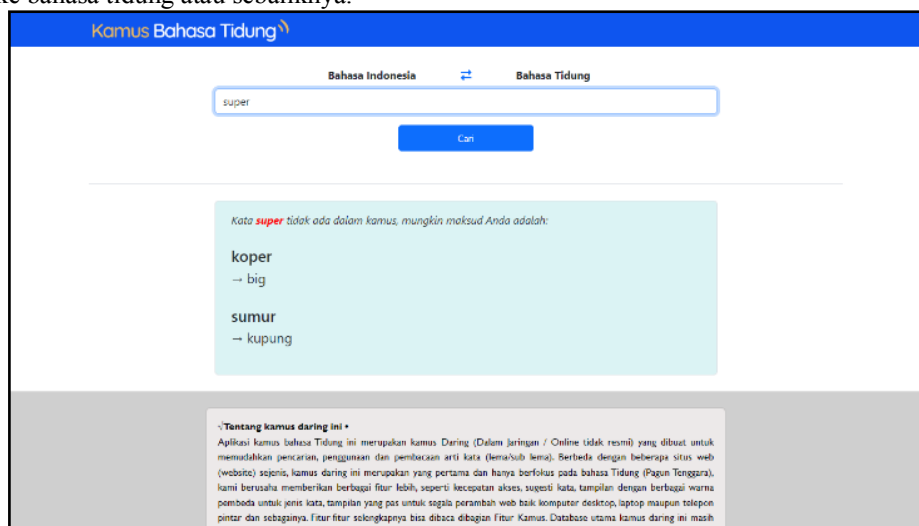 ke bahasa tidung atau sebaliknya.
Kamus Bahasa Tidung
Bahasa Indonesia ⇄ Bahasa Tidung
super
Cari
Kata super tidak ada dalam kamus, mungkin maksud Anda adalah:
koper
→ big
sumur
→ kupung
Tentang kamus daring ini •
Aplikasi kamus bahasa Tidung ini merupakan kamus Daring (Dalam Jaringan / Online tidak resmi) yang dibuat untuk
memudahkan pencarian, penggunaan dan pembacaan arti kata (lema/sub lema). Berbeda dengan beberapa situs web
(website) sejenis, kamus daring ini merupakan yang pertama dan hanya berfokus pada bahasa Tidung (Pagun Tenggara),
kami berusaha memberikan berbagai fitur lebih, seperti kecepatan akses, sugesti kata, tampilan dengan berbagai warna
pembeda untuk jenis kata, tampilan yang pas untuk segala perambah web baik komputer desktop, laptop maupun telepon
pintar dan sebagainya. Fitur fitur selengkapnya bisa dibaca dibagian Fitur Kamus. Database utama kamus daring ini masih